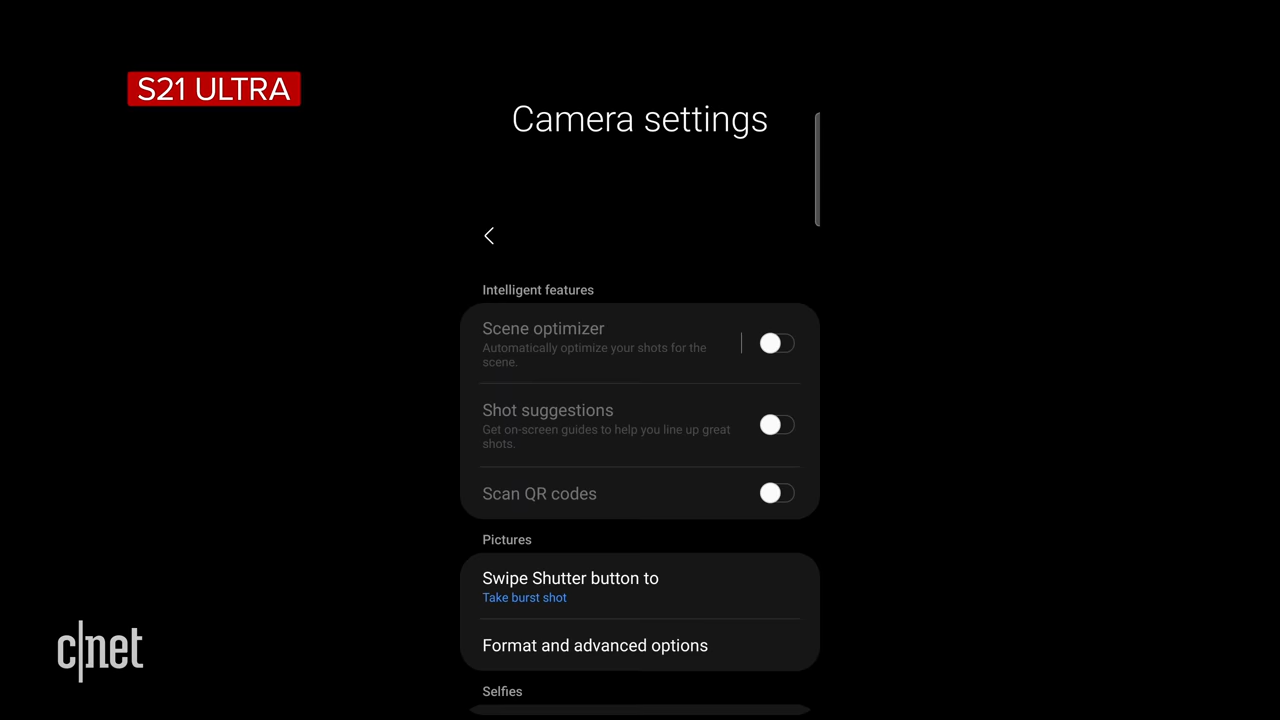 S21 ULTRA
Camera settings
Intelligent features
Scene optimizer
Automatically optimize your shots for the
scene.
Shot suggestions
Get on-screen guides to help you line up great
shots.
Scan QR codes
Pictures
Swipe Shutter button to
Take burst shot
Format and advanced options
c|net
Selfies